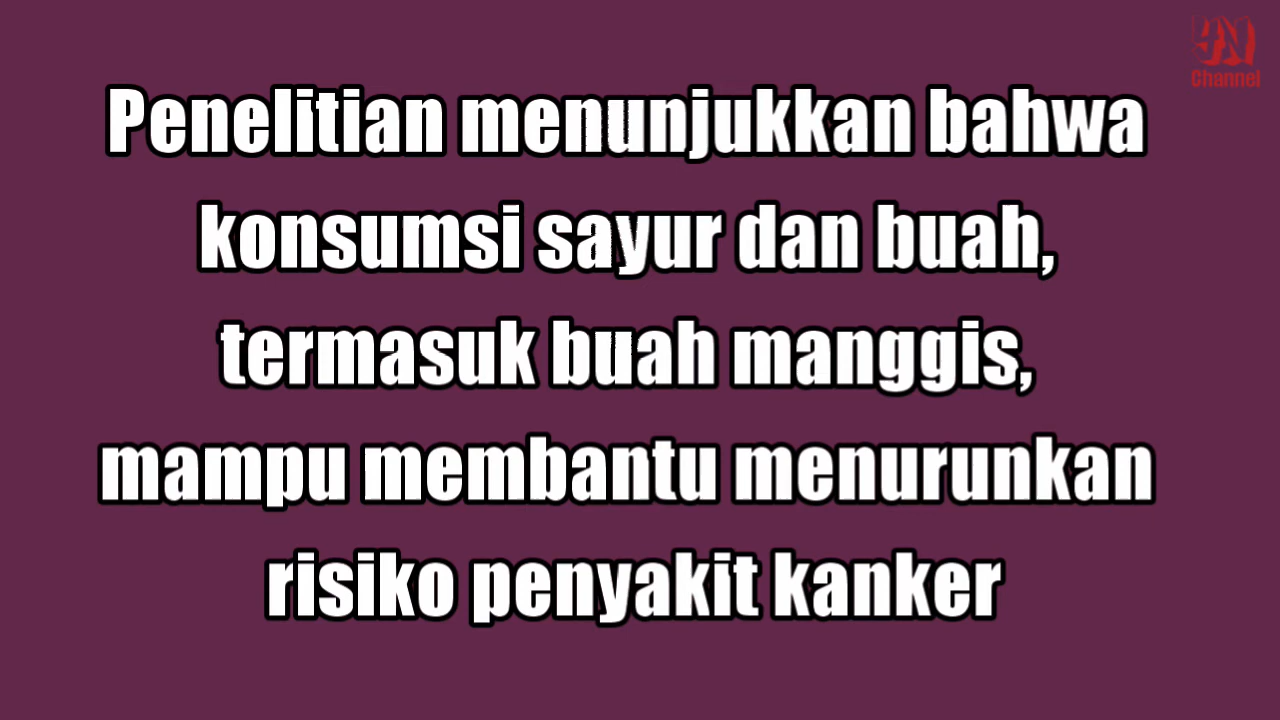 Channel
Penelitian menunjukkan bahwa
konsumsi sayur dan buah,
termasuk buah manggis,
mampu membantu menurunkan
risiko penyakit kanker